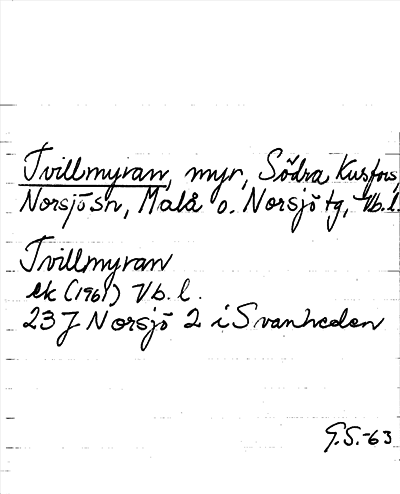 Tvillmyran, myr, Södra Kusfors,
Norsjö sn, Malå o. Norsjö tg, Vb.l.
Tvillmyran
ek (1961) Vb. l.
23 J Norsjö 2 i Svanheden
G.S.-63